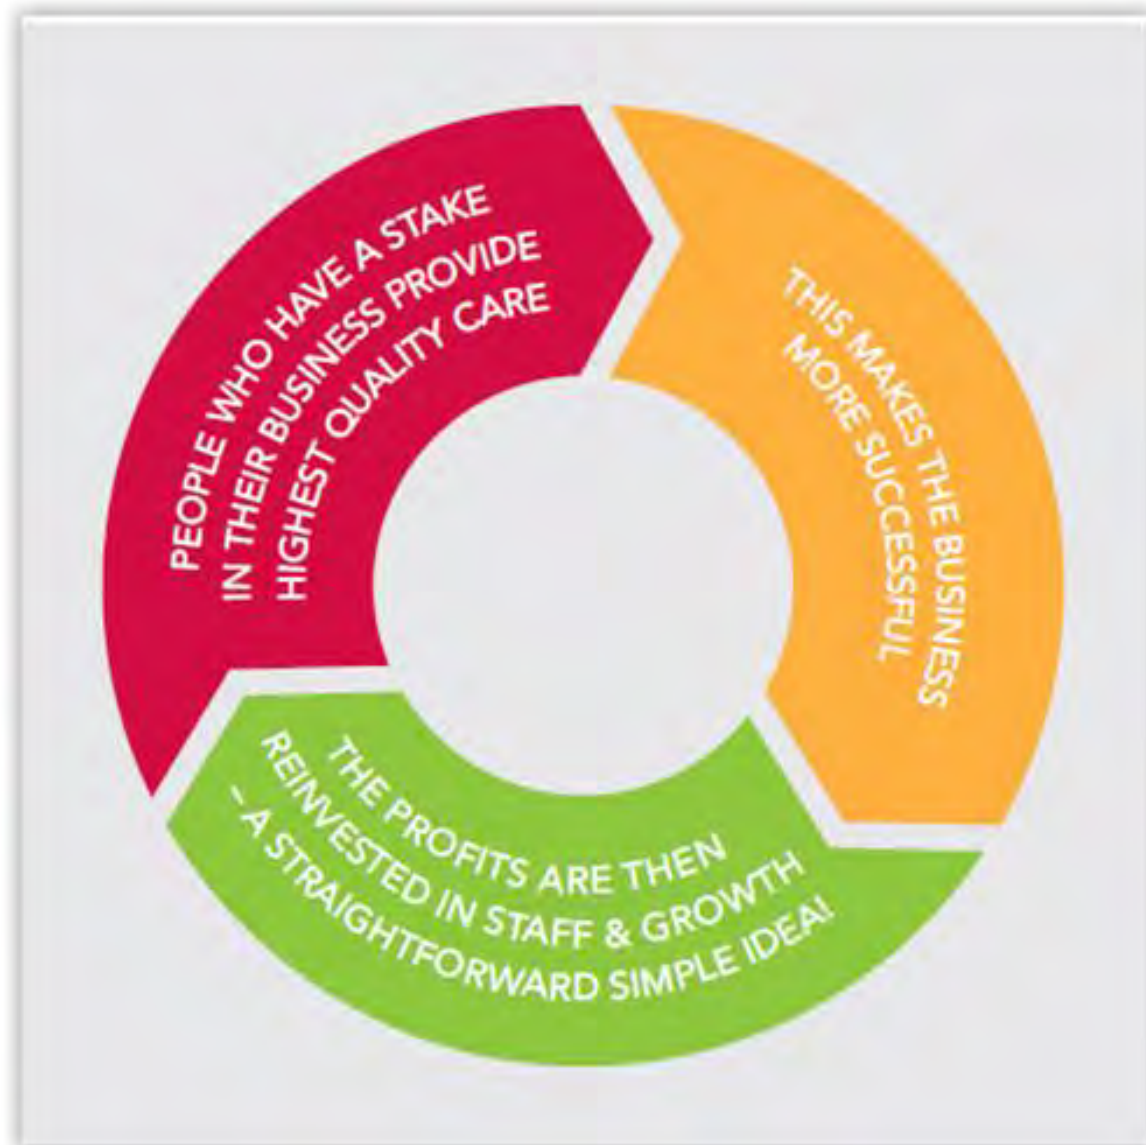 PEOPLE WHO HAVE A STAKE
IN THEIR BUSINESS PROVIDE
HIGHEST QUALITY CARE
THIS MAKES THE BUSINESS
MORE SUCCESSFUL
THE PROFITS ARE THEN
REINVESTED IN STAFF & GROWTH
– A STRAIGHTFORWARD SIMPLE IDEA!